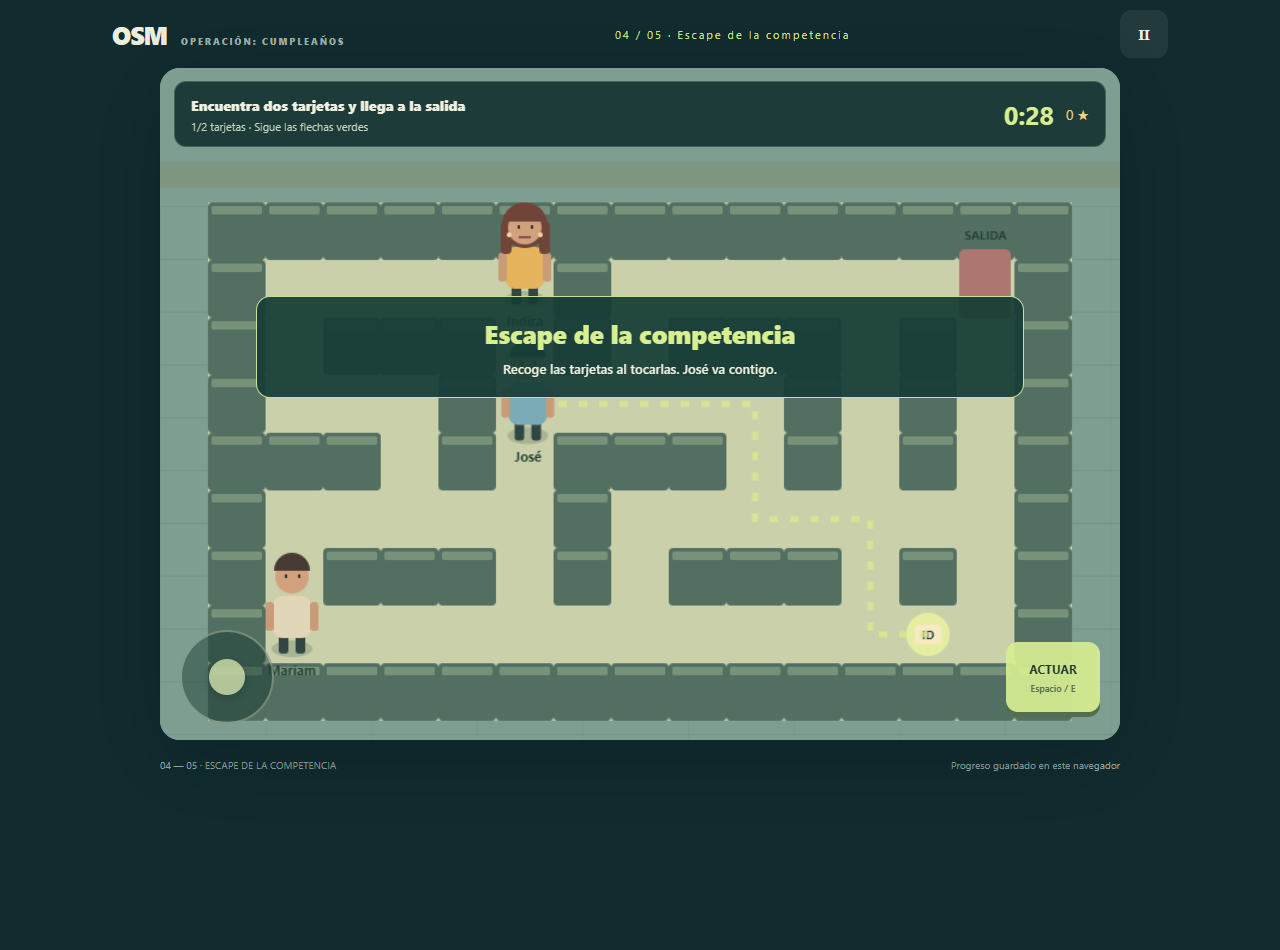 OSM OPERACIÓN: CUMPLEAÑOS
04 / 05 · Escape de la competencia
II
Encuentra dos tarjetas y llega a la salida
1/2 tarjetas · Sigue las flechas verdes
0:28 0 ★
SALIDA
Indira
Escape de la competencia
Recoge las tarjetas al tocarlas. José va contigo.
José
ID
Mariam
ACTUAR
Espacio / E
04 — 05 · ESCAPE DE LA COMPETENCIA
Progreso guardado en este navegador